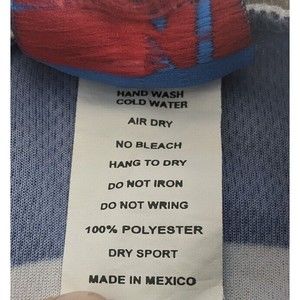 HAND WASH
COLD WATER
AIR DRY
NO BLEACH
HANG TO DRY
DO NOT IRON
DO NOT WRING
100% POLYESTER
DRY SPORT
MADE IN MEXICO